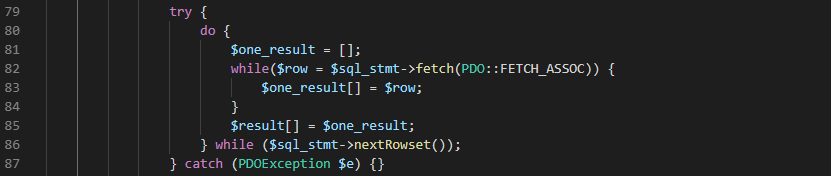 79 try {
80 do {
81 $one_result = [];
82 while($row = $sql_stmt->fetch(PDO::FETCH_ASSOC)) {
83 $one_result[] = $row;
84 }
85 $result[] = $one_result;
86 } while ($sql_stmt->nextRowset());
87 } catch (PDOException $e) {}